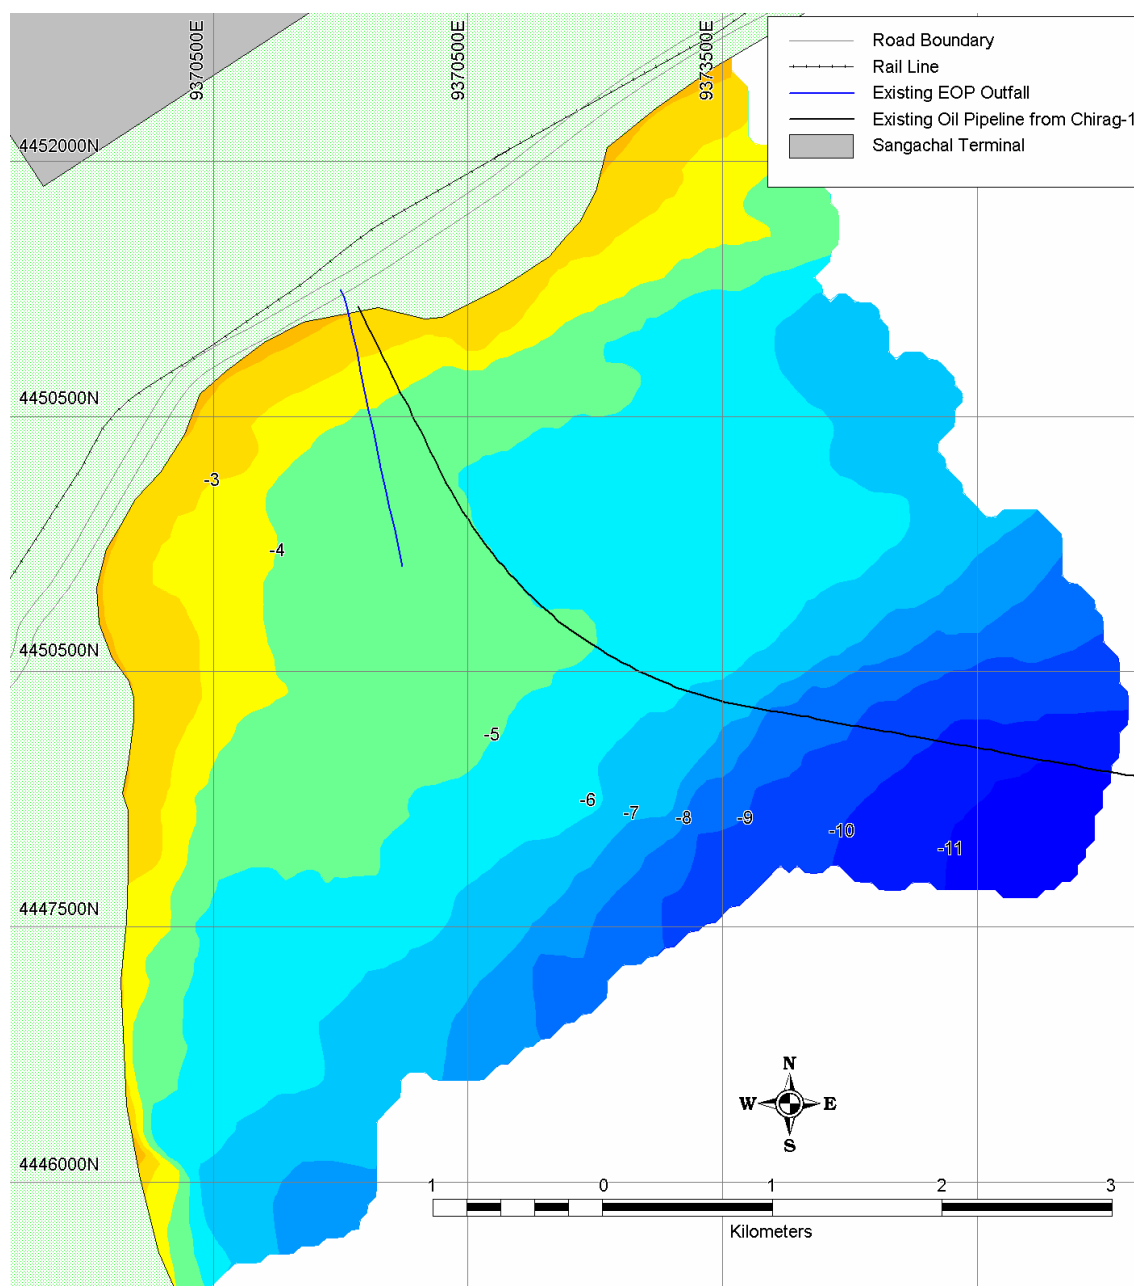 9370500E
9370500E
9373500E
Road Boundary
Rail Line
Existing EOP Outfall
Existing Oil Pipeline from Chirag-1
Sangachal Terminal
4452000N
4450500N
-3
-4
4450500N
-5
-6
-7
-8
-9
-10
-11
4447500N
N
W
E
S
4446000N
1 0 1 2 3
Kilometers